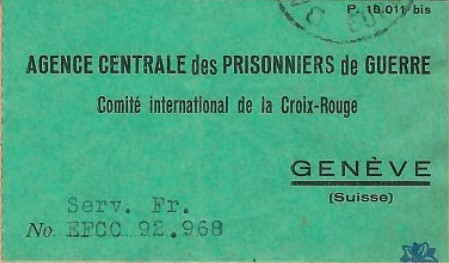 P. 10.011 bis
AGENCE CENTRALE des PRISONNIERS de GUERRE
Comité international de la Croix-Rouge
GENÈVE
(Suisse)
Serv. Fr.
No EFCC 92.968